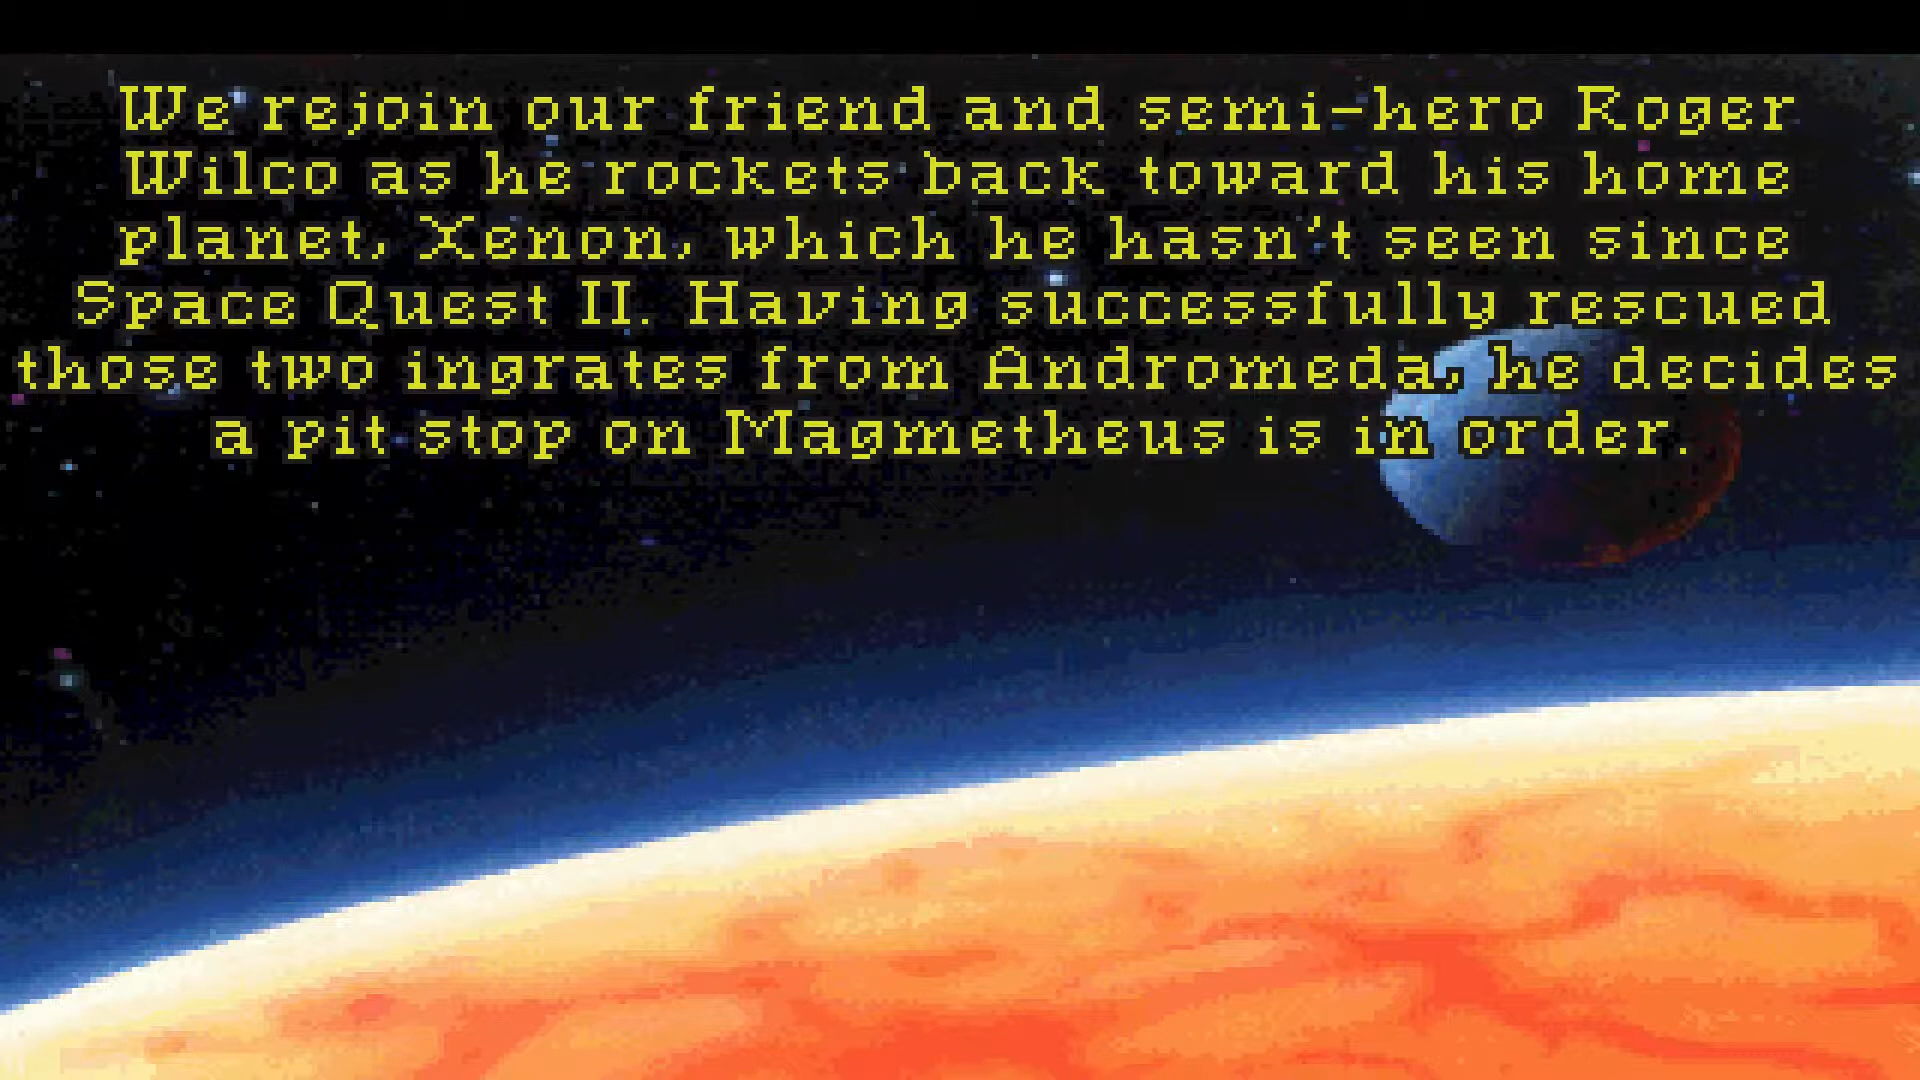 We rejoin our friend and semi-hero Roger
Wilco as he rockets back toward his home
planet, Xenon, which he hasn't seen since
Space Quest II. Having successfully rescued
those two ingrates from Andromeda, he decides
a pit stop on Magmetheus is in order.